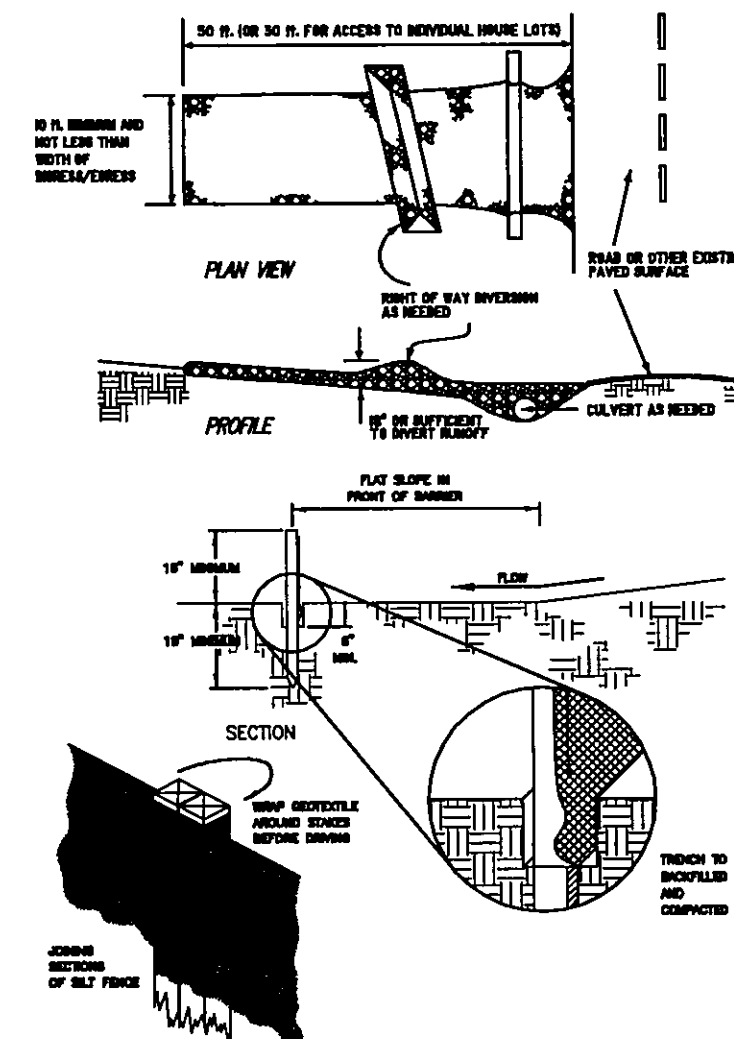 50 ft. (OR 30 ft. FOR ACCESS TO INDIVIDUAL HOUSE LOTS)
10 ft. MINIMUM AND
NOT LESS THAN
WIDTH OF
INGRESS/EGRESS
PLAN VIEW
RIGHT OF WAY DIVERSION
AS NEEDED
ROAD OR OTHER EXISTI
PAVED SURFACE
PROFILE
OR SUFFICIENT
TO DIVERT RUNOFF
CULVERT AS NEEDED
FLAT SLOPE IN
FRONT OF BARRIER
MINIMUM
FLOW
MINIMUM
MIN.
SECTION
WRAP GEOTEXTILE
AROUND STAKES
BEFORE DRIVING
TRENCH TO
BACKFILLED
AND
COMPACTED
JOINING
SECTIONS
OF SILT FENCE